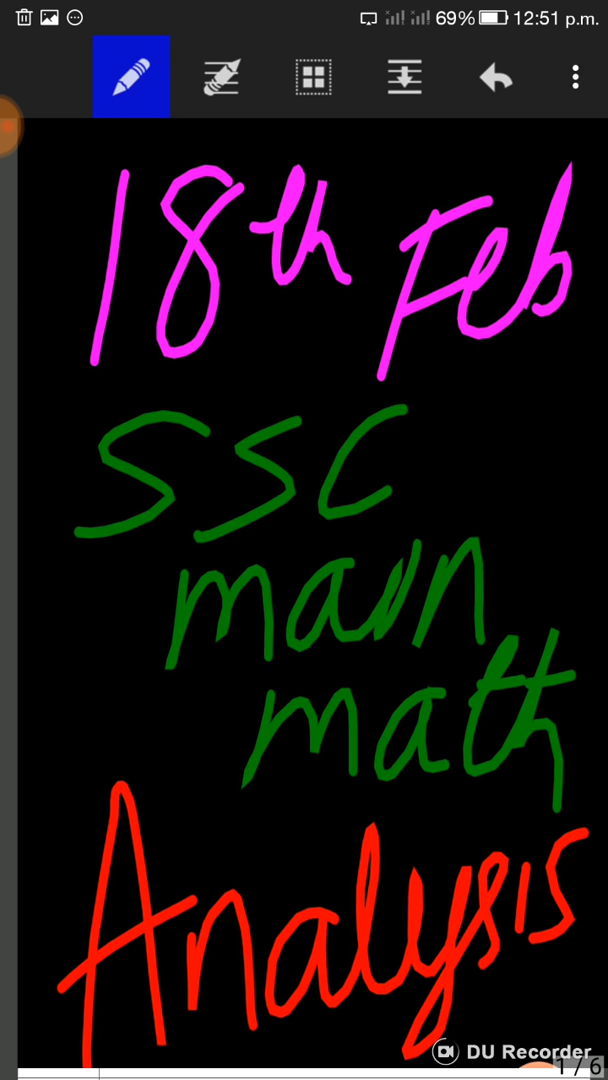 69% 12:51 p.m.
18th Feb
SSC
main
math
Analysis
DU Recorder
1 / 6